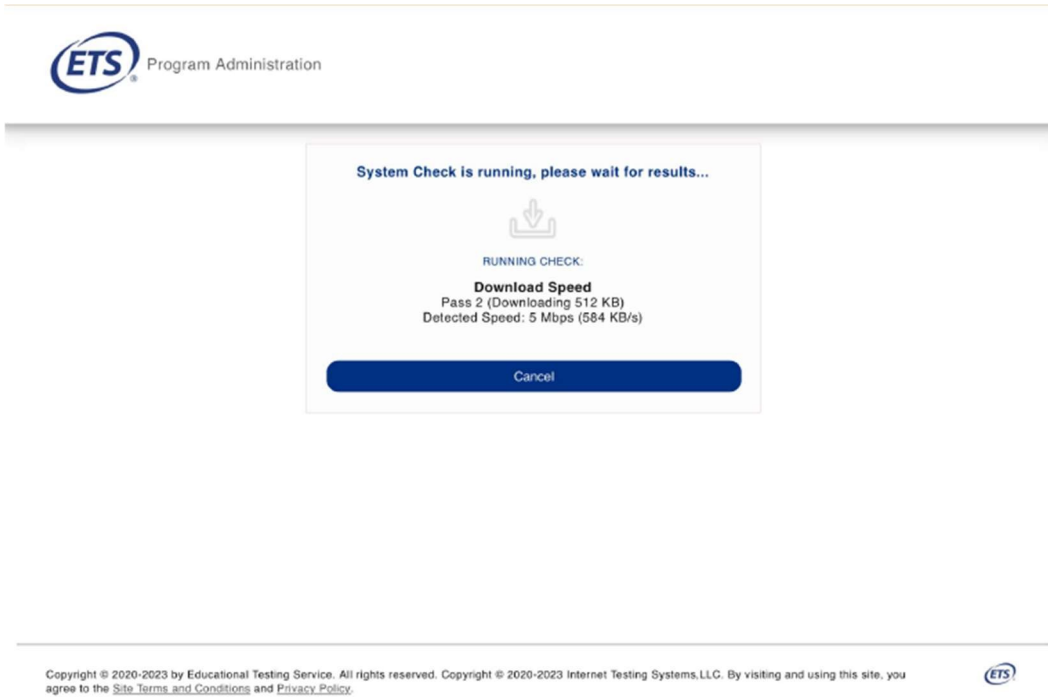 ETS® Program Administration
System Check is running, please wait for results...
RUNNING CHECK:
Download Speed
Pass 2 (Downloading 512 KB)
Detected Speed: 5 Mbps (584 KB/s)
Cancel
Copyright © 2020-2023 by Educational Testing Service. All rights reserved. Copyright © 2020-2023 Internet Testing Systems,LLC. By visiting and using this site, you
agree to the Site Terms and Conditions and Privacy Policy.
ETS